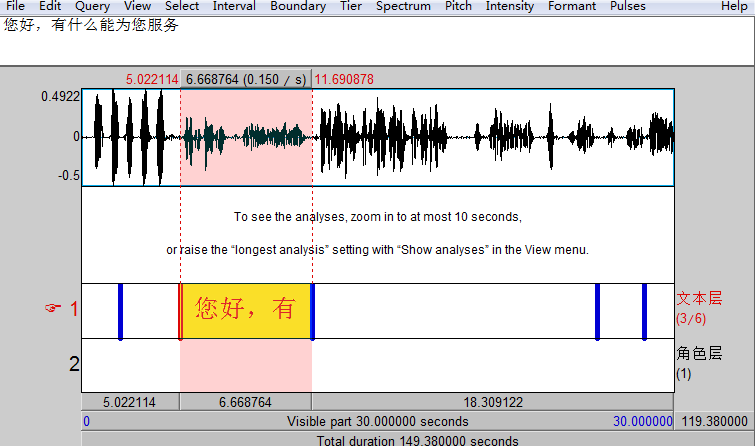 File Edit Query View Select Interval Boundary Tier Spectrum Pitch Intensity Formant Pulses Help
您好，有什么能为您服务
5.022114 6.668764 (0.150 / s) 11.690878
0.4922
0
-0.5
To see the analyses, zoom in to at most 10 seconds,
or raise the “longest analysis” setting with “Show analyses” in the View menu.
☞ 1 您好，有 文本层
(3/6)
2 角色层
(1)
5.022114 6.668764 18.309122
0 Visible part 30.000000 seconds 30.000000 119.380000
Total duration 149.380000 seconds